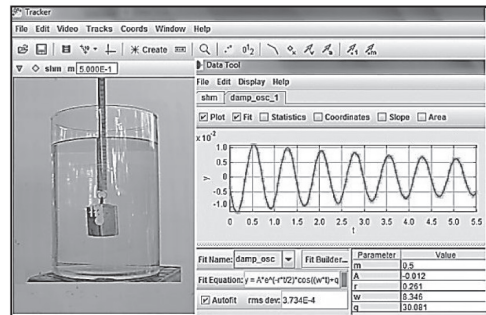 Tracker
File Edit Video Tracks Coords Window Help
Create
shm m 5.000E-1
Data Tool
File Edit Display Help
shm damp_osc_1
Plot Fit Statistics Coordinates Slope Area
x 10^-2
1.0
0.5
0
-0.5
-1.0
y
0 0.5 1.0 1.5 2.0 2.5 3.0 3.5 4.0 4.5 5.0 5.5
t
Fit Name: damp_osc Fit Builder...
Fit Equation: y = A*e^(-r*t/2)*cos((w*t)+q
Autofit rms dev: 3.734E-4
Parameter Value
m 0.5
A -0.012
r 0.261
w 8.346
q 30.081